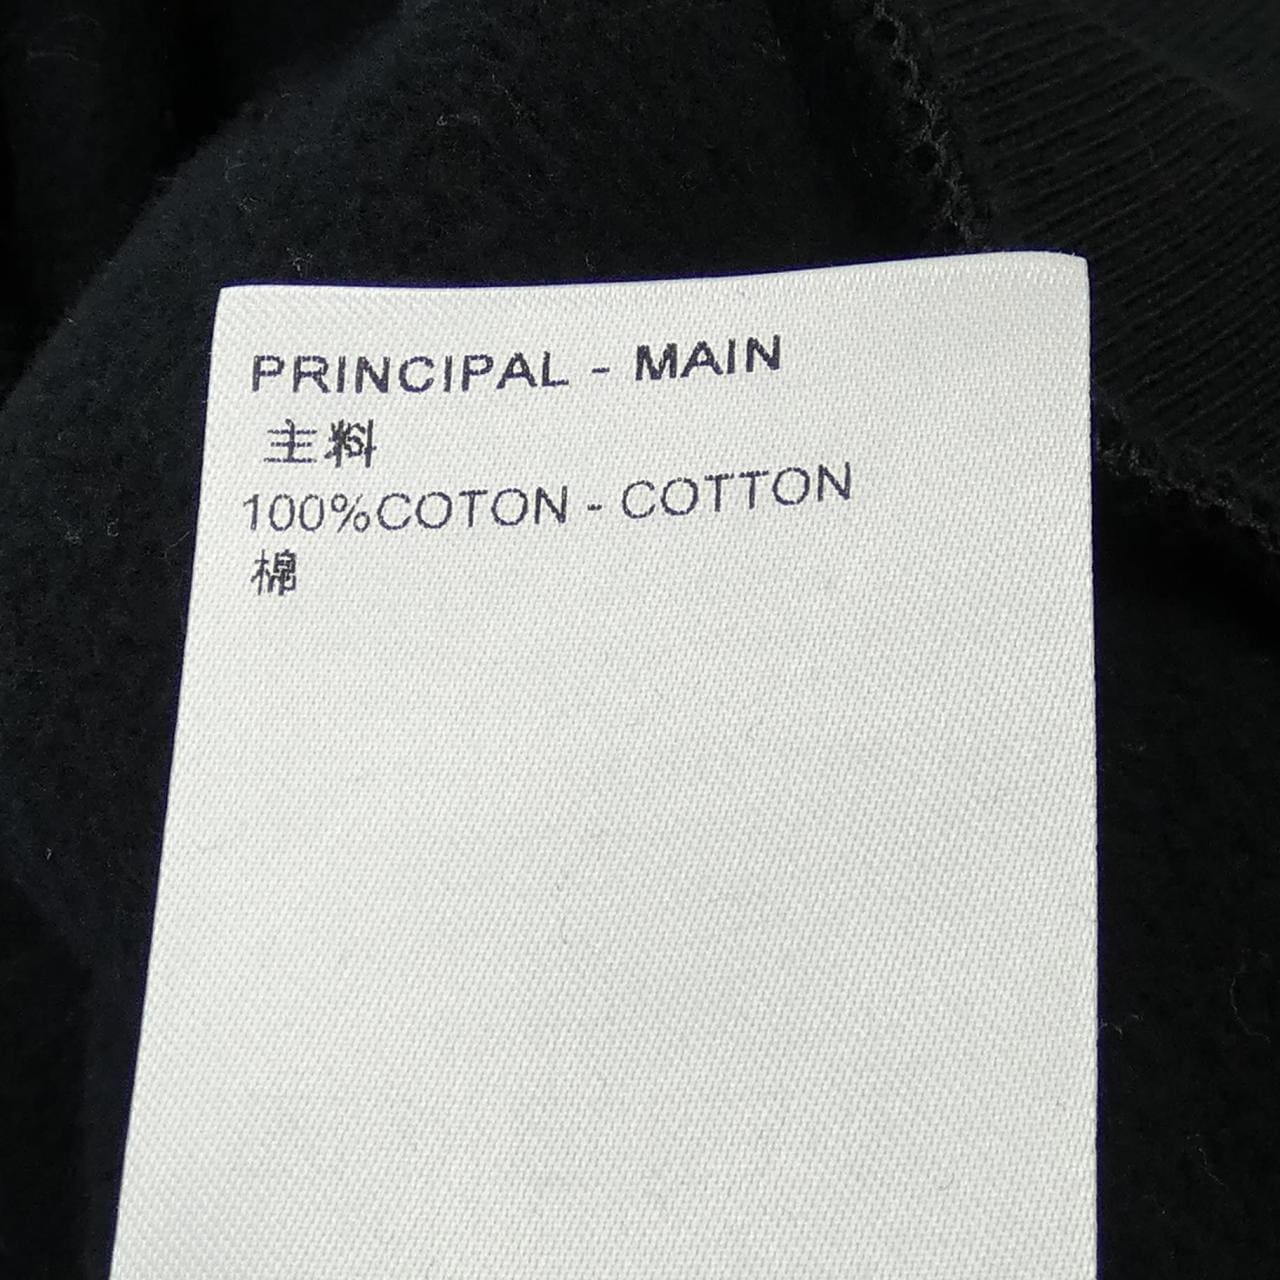 PRINCIPAL - MAIN
主料
100%COTON - COTTON
棉